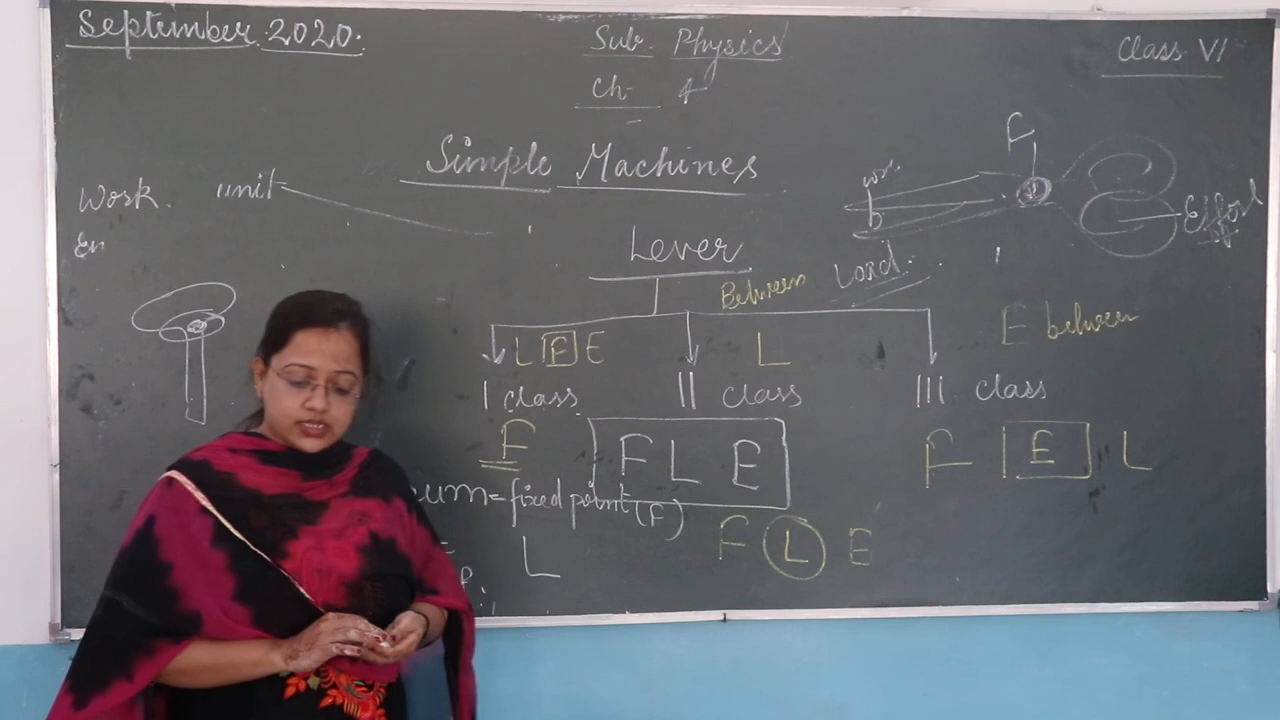 September 2020.
Sub. Physics
Class VI
Ch 4
Simple Machines
F
Work. unit
Effort
En
Lever
Load.
Between
E between
L F E
L
I class
II class
III class
F
F L E
F E L
um = fixed point (F)
F L E
L